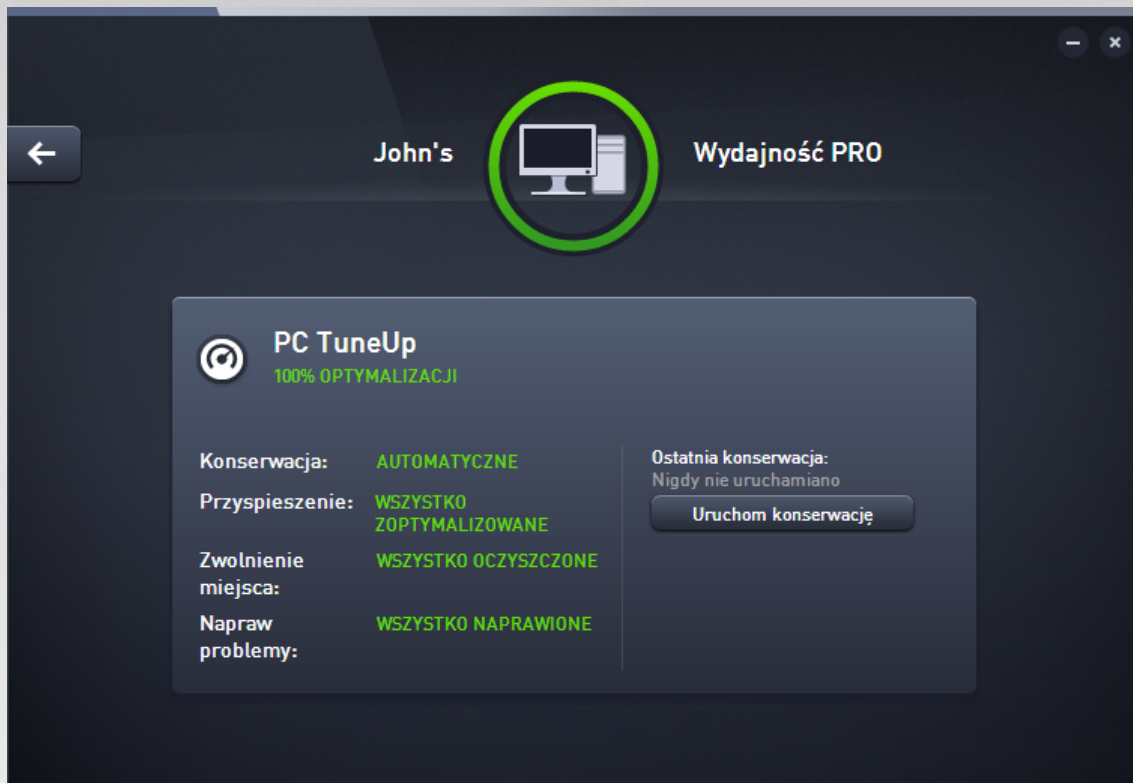 John's
Wydajność PRO
PC TuneUp
100% OPTYMALIZACJI
Konserwacja: AUTOMATYCZNE
Przyspieszenie: WSZYSTKO
ZOPTYMALIZOWANE
Zwolnienie
miejsca:
WSZYSTKO OCZYSZCZONE
Napraw
problemy:
WSZYSTKO NAPRAWIONE
Ostatnia konserwacja:
Nigdy nie uruchamiano
Uruchom konserwację